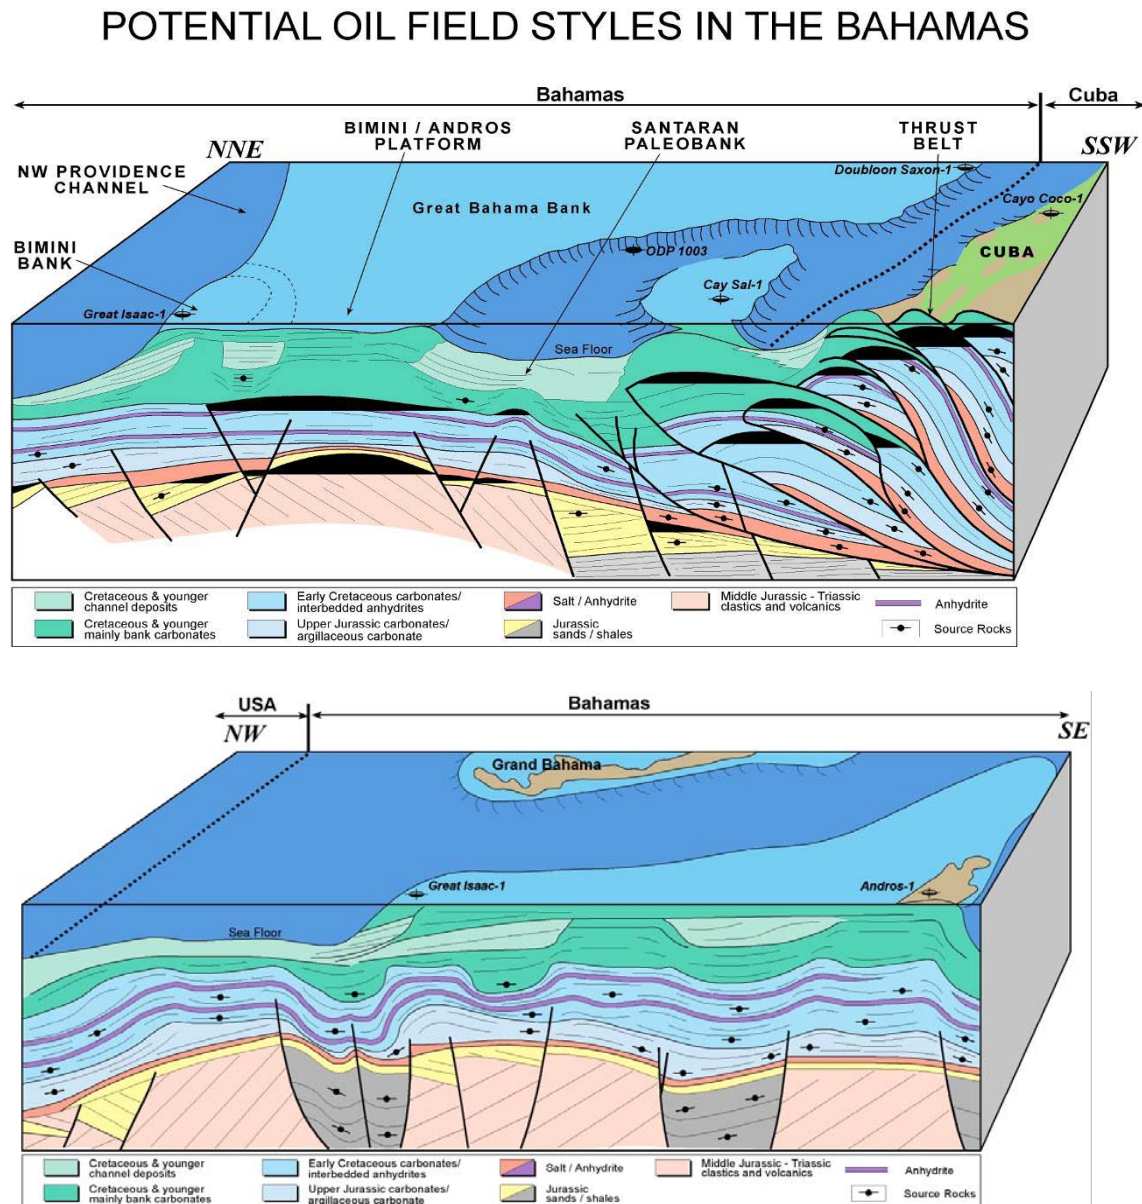 POTENTIAL OIL FIELD STYLES IN THE BAHAMAS
Bahamas
Cuba
BIMINI / ANDROS
PLATFORM
SANTARAN
PALEOBANK
THRUST
BELT
NNE
SSW
NW PROVIDENCE
CHANNEL
Doubloon Saxon-1
Cayo Coco-1
Great Bahama Bank
BIMINI
BANK
ODP 1003
CUBA
Cay Sal-1
Great Isaac-1
Sea Floor
Cretaceous & younger
channel deposits
Early Cretaceous carbonates/
interbedded anhydrites
Salt / Anhydrite
Middle Jurassic - Triassic
clastics and volcanics
Anhydrite
Cretaceous & younger
mainly bank carbonates
Upper Jurassic carbonates/
argillaceous carbonate
Jurassic
sands / shales
Source Rocks
USA
Bahamas
NW
SE
Grand Bahama
Great Isaac-1
Andros-1
Sea Floor
Cretaceous & younger
channel deposits
Early Cretaceous carbonates/
interbedded anhydrites
Salt / Anhydrite
Middle Jurassic - Triassic
clastics and volcanics
Anhydrite
Cretaceous & younger
mainly bank carbonates
Upper Jurassic carbonates/
argillaceous carbonate
Jurassic
sands / shales
Source Rocks